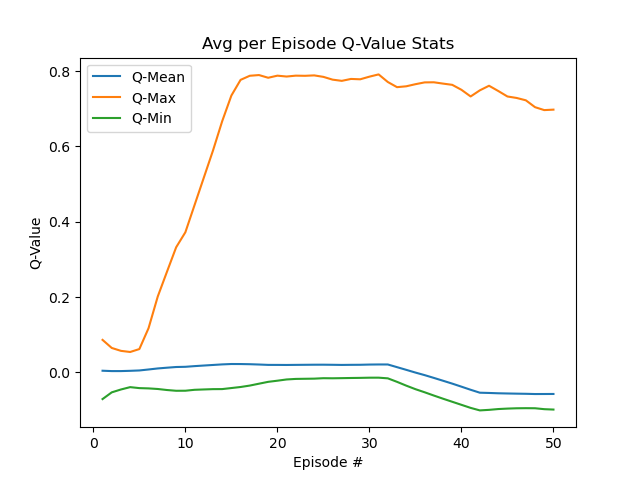 Avg per Episode Q-Value Stats
Q-Mean
Q-Max
Q-Min
0.8
0.6
0.4
0.2
0.0
Q-Value
0 10 20 30 40 50
Episode #